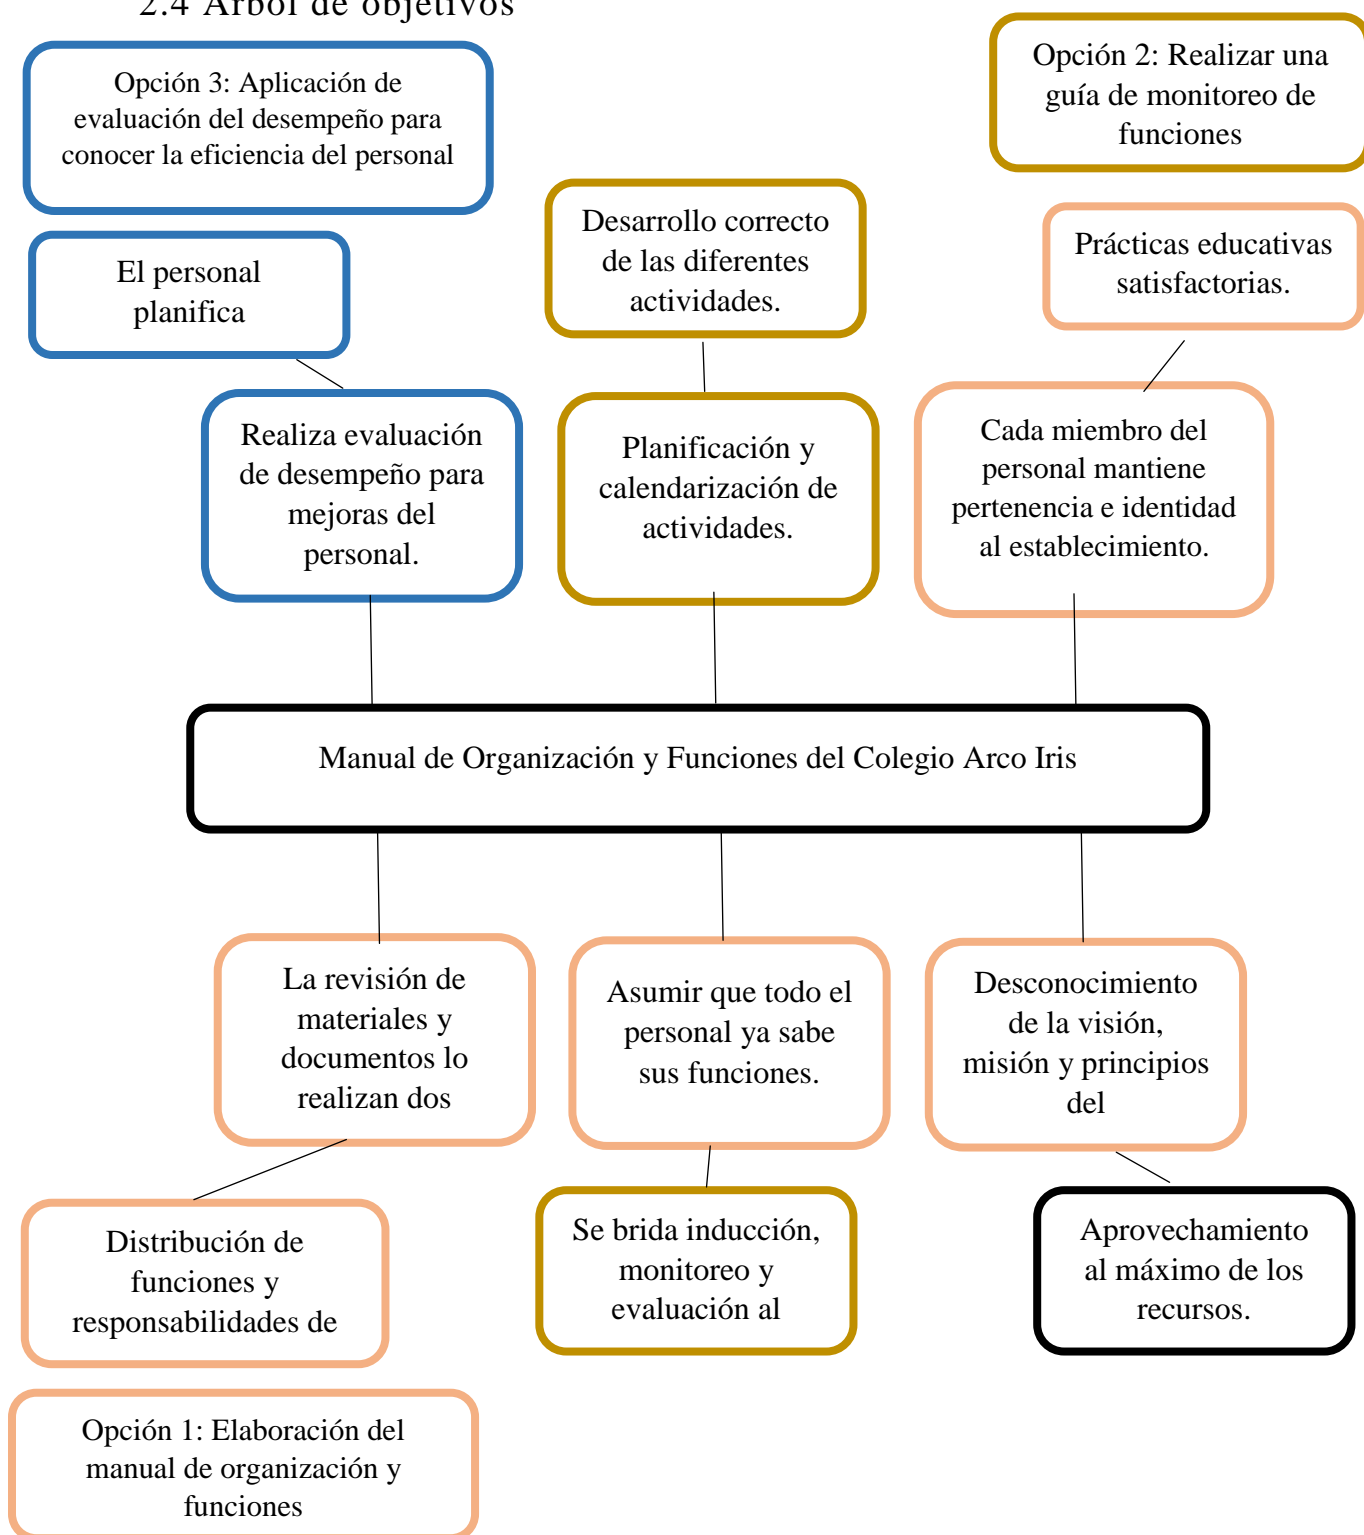 2.4 Árbol de objetivos
Opción 3: Aplicación de
evaluación del desempeño para
conocer la eficiencia del personal
Opción 2: Realizar una
guía de monitoreo de
funciones
El personal
planifica
Desarrollo correcto
de las diferentes
actividades.
Prácticas educativas
satisfactorias.
Realiza evaluación
de desempeño para
mejoras del
personal.
Planificación y
calendarización de
actividades.
Cada miembro del
personal mantiene
pertenencia e identidad
al establecimiento.
Manual de Organización y Funciones del Colegio Arco Iris
La revisión de
materiales y
documentos lo
realizan dos
Asumir que todo el
personal ya sabe
sus funciones.
Desconocimiento
de la visión,
misión y principios
del
Distribución de
funciones y
responsabilidades de
Se brida inducción,
monitoreo y
evaluación al
Aprovechamiento
al máximo de los
recursos.
Opción 1: Elaboración del
manual de organización y
funciones